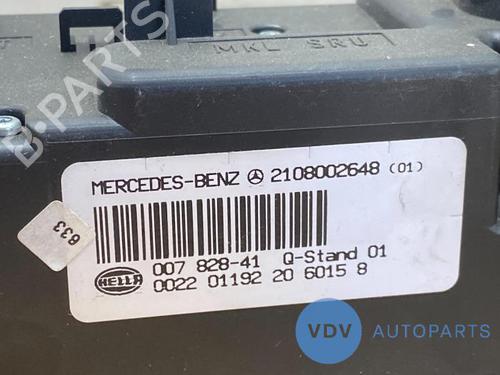 MKL SRU
MERCEDES-BENZ 2108002648 (01)
633
007 828-41 Q-Stand 01
HELLA
0022 01192 20 6015 8
B-PARTS
VDV AUTOPARTS